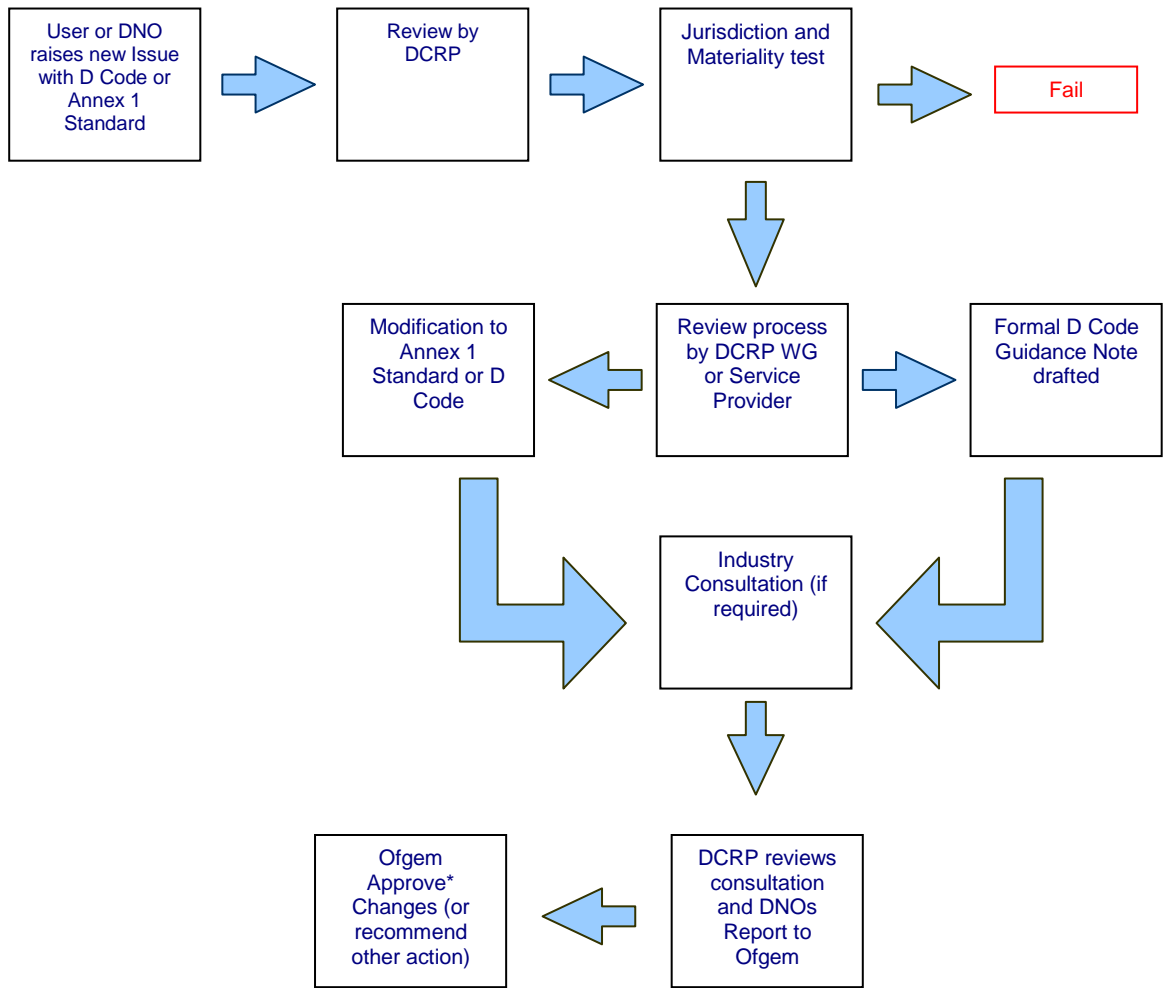 User or DNO
raises new Issue
with D Code or
Annex 1
Standard
Review by
DCRP
Jurisdiction and
Materiality test
Fail
Modification to
Annex 1
Standard or D
Code
Review process
by DCRP WG
or Service
Provider
Formal D Code
Guidance Note
drafted
Industry
Consultation (if
required)
Ofgem
Approve*
Changes (or
recommend
other action)
DCRP reviews
consultation
and DNOs
Report to
Ofgem